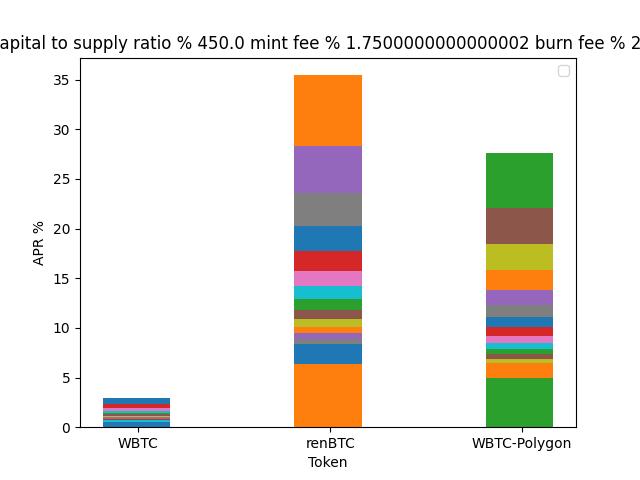 apital to supply ratio % 450.0 mint fee % 1.7500000000000002 burn fee % 2
APR %
35
30
25
20
15
10
5
0
WBTC renBTC WBTC-Polygon
Token